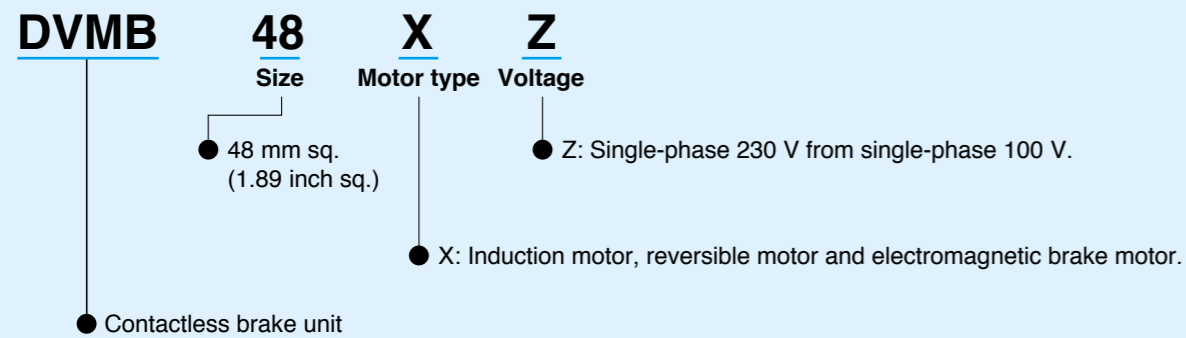 DVMB 48 X Z
Size Motor type Voltage
48 mm sq.
(1.89 inch sq.)
Z: Single-phase 230 V from single-phase 100 V.
X: Induction motor, reversible motor and electromagnetic brake motor.
Contactless brake unit